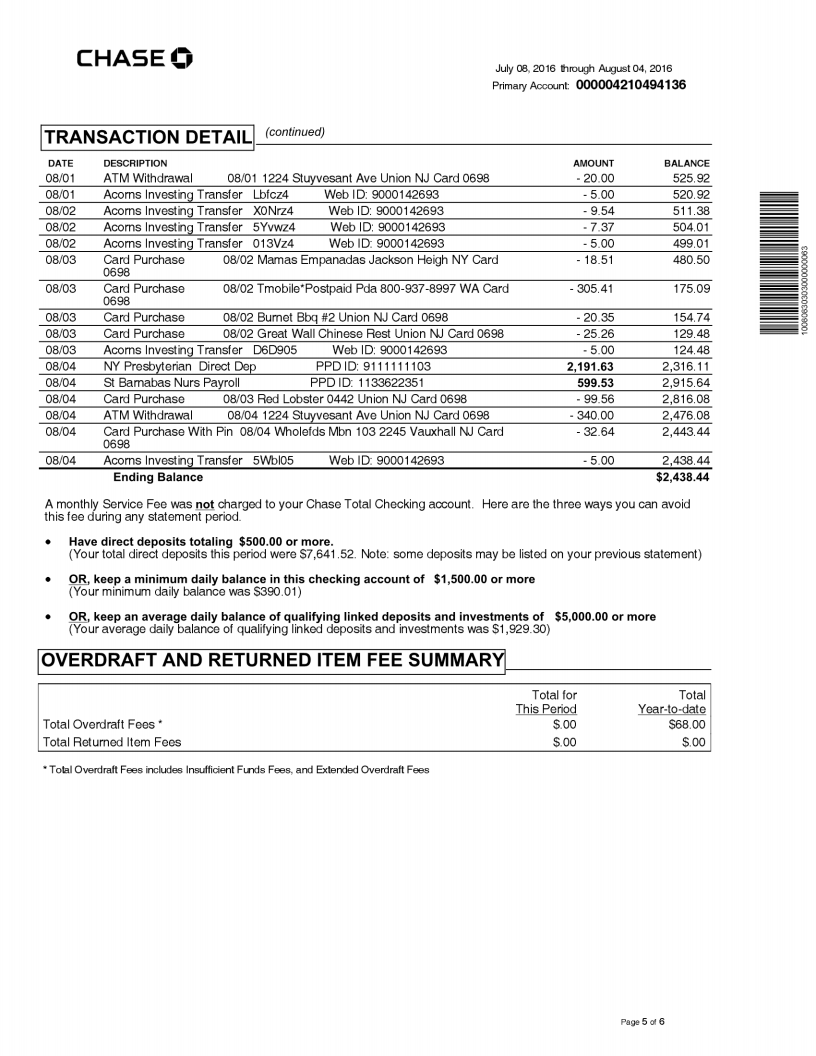 CHASE
July 08, 2016 through August 04, 2016
Primary Account: 000004210494136
TRANSACTION DETAIL (continued)
DATE DESCRIPTION AMOUNT BALANCE
08/01 ATM Withdrawal 08/01 1224 Stuyvesant Ave Union NJ Card 0698 - 20.00 525.92
08/01 Acorns Investing Transfer Lbfcz4 Web ID: 9000142693 - 5.00 520.92
08/02 Acorns Investing Transfer X0Nrz4 Web ID: 9000142693 - 9.54 511.38
08/02 Acorns Investing Transfer 5Yvwz4 Web ID: 9000142693 - 7.37 504.01
08/02 Acorns Investing Transfer 013Vz4 Web ID: 9000142693 - 5.00 499.01
08/03 Card Purchase 08/02 Mamas Empanadas Jackson Heigh NY Card - 18.51 480.50
0698
08/03 Card Purchase 08/02 Tmobile*Postpaid Pda 800-937-8997 WA Card - 305.41 175.09
0698
08/03 Card Purchase 08/02 Burnet Bbq #2 Union NJ Card 0698 - 20.35 154.74
08/03 Card Purchase 08/02 Great Wall Chinese Rest Union NJ Card 0698 - 25.26 129.48
08/03 Acorns Investing Transfer D6D905 Web ID: 9000142693 - 5.00 124.48
08/04 NY Presbyterian Direct Dep PPD ID: 9111111103 2,191.63 2,316.11
08/04 St Barnabas Nurs Payroll PPD ID: 1133622351 599.53 2,915.64
08/04 Card Purchase 08/03 Red Lobster 0442 Union NJ Card 0698 - 99.56 2,816.08
08/04 ATM Withdrawal 08/04 1224 Stuyvesant Ave Union NJ Card 0698 - 340.00 2,476.08
08/04 Card Purchase With Pin 08/04 Wholefds Mbn 103 2245 Vauxhall NJ Card - 32.64 2,443.44
0698
08/04 Acorns Investing Transfer 5Wbl05 Web ID: 9000142693 - 5.00 2,438.44
Ending Balance $2,438.44
A monthly Service Fee was not charged to your Chase Total Checking account. Here are the three ways you can avoid
this fee during any statement period.
• Have direct deposits totaling $500.00 or more.
(Your total direct deposits this period were $7,641.52. Note: some deposits may be listed on your previous statement)
• OR, keep a minimum daily balance in this checking account of $1,500.00 or more
(Your minimum daily balance was $390.01)
• OR, keep an average daily balance of qualifying linked deposits and investments of $5,000.00 or more
(Your average daily balance of qualifying linked deposits and investments was $1,929.30)
OVERDRAFT AND RETURNED ITEM FEE SUMMARY
Total for Total
This Period Year-to-date
Total Overdraft Fees * $.00 $68.00
Total Returned Item Fees $.00 $.00
* Total Overdraft Fees includes Insufficient Funds Fees, and Extended Overdraft Fees
Page 5 of 6